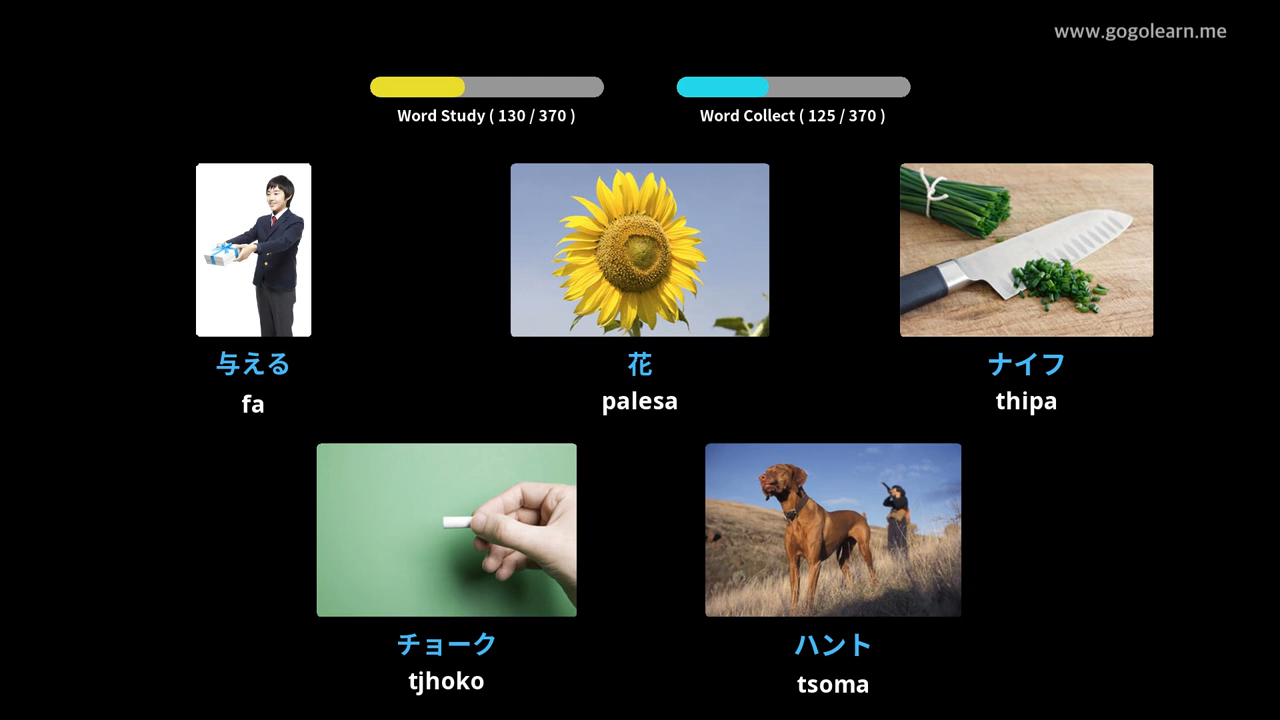 www.gogolearn.me
Word Study ( 130 / 370 )
Word Collect ( 125 / 370 )
与える
fa
花
palesa
ナイフ
thipa
チョーク
tjhoko
ハント
tsoma